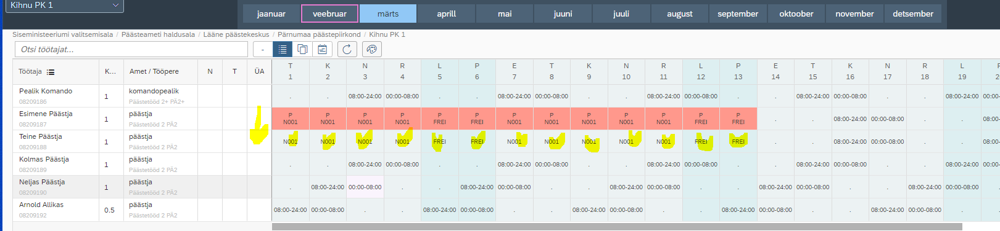 Kihnu PK 1
jaanuar veebruar märts aprill mai juuni juuli august september oktoober november detsember
Siseministeeriumi valitsemisala / Päästeameti haldusala / Lääne päästekeskus / Pärnumaa päästepiirkond / Kihnu PK 1
Otsi töötajat...
-
T K N R L P E T K N R L P E T K N R L P
Töötaja K... Amet / Tööpere N T ÜA
1 2 3 4 5 6 7 8 9 10 11 12 13 14 15 16 17 18 19
Pealik Komando 1 komandopealik . . 08:00-24:00 00:00-08:00 . . 07:00-24:00 00:00-08:00 . . 08:00-24:00 00:00-08:00 . . 08:00-24:00 00:00-08:00 . . 08:00-24:00 00:00
08209186 Päästetööd 2+ PÄ2+
Esimene Päästja 1 päästja P P P P P P P P P P P P P . . 08:00-24:00 00:00-08:00 . . 08:00
08209187 Päästetööd 2 PÄ2 N001 N001 N001 N001 FREI FREI N001 N001 N001 N001 N001 FREI FREI
Teine Päästja 1 päästja N001 N001 N001 N001 FREI FREI N001 N001 N001 N001 N001 FREI FREI . . 08:00-24:00 00:00-08:00 . . 08:00
08209188 Päästetööd 2 PÄ2
Kolmas Päästja 1 päästja . . 08:00-24:00 00:00-08:00 . . 07:00-24:00 00:00-08:00 . . 08:00-24:00 00:00-08:00 . . 08:00-24:00 00:00-08:00 . . 08:00-24:00 00:00
08209189 Päästetööd 2 PÄ2
Neljas Päästja 1 päästja . 08:00-24:00 00:00-08:00 . . 08:00-24:00 00:00-08:00 . . 08:00-24:00 00:00-08:00 . . 08:00-24:00 00:00-08:00 . . 08:00-24:00 00:00-08:00 .
08209190 Päästetööd 2 PÄ2
Arnold Allikas 0.5 päästja 08:00-24:00 00:00-08:00 . . 08:00-24:00 00:00-08:00 . . 08:00-24:00 00:00-08:00 . . 08:00-24:00 00:00-08:00 . . 08:00-24:00 00:00-08:00 . .
08209192 Päästetööd 2 PÄ2